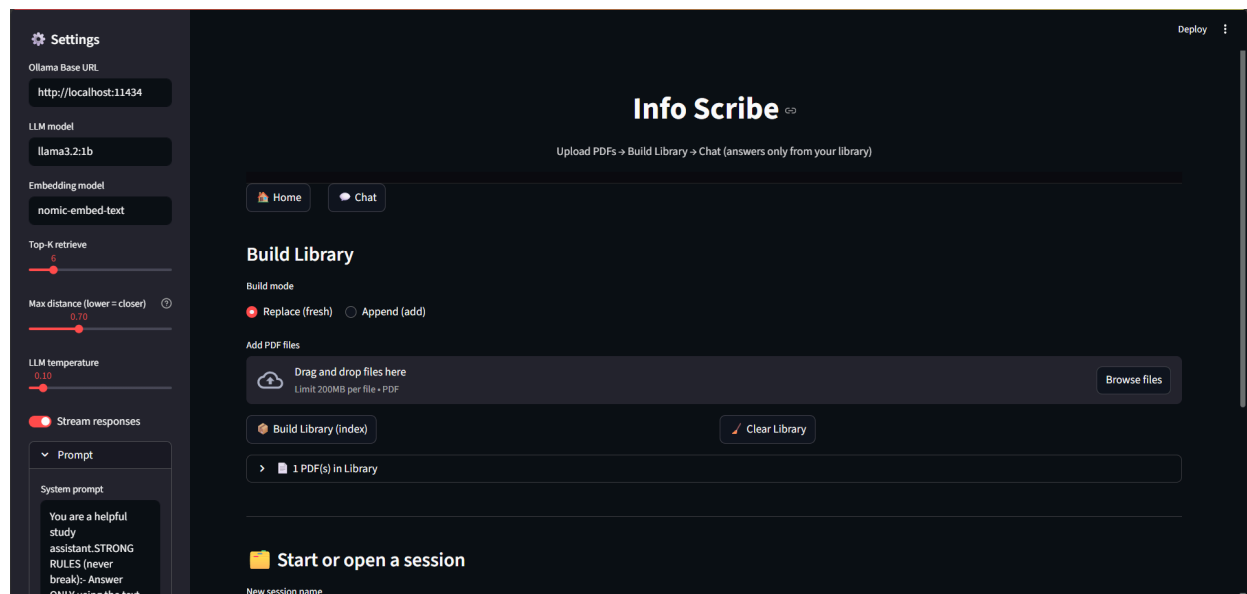 Settings
Ollama Base URL
http://localhost:11434
LLM model
llama3.2:1b
Embedding model
nomic-embed-text
Top-K retrieve
6
Max distance (lower = closer)
0.70
LLM temperature
0.10
Stream responses
Prompt
System prompt
You are a helpful
study
assistant.STRONG
RULES (never
break):- Answer
ONLY using the text
Deploy
Info Scribe
Upload PDFs → Build Library → Chat (answers only from your library)
Home
Chat
Build Library
Build mode
Replace (fresh)
Append (add)
Add PDF files
Drag and drop files here
Limit 200MB per file • PDF
Browse files
Build Library (index)
Clear Library
1 PDF(s) in Library
Start or open a session
New session name